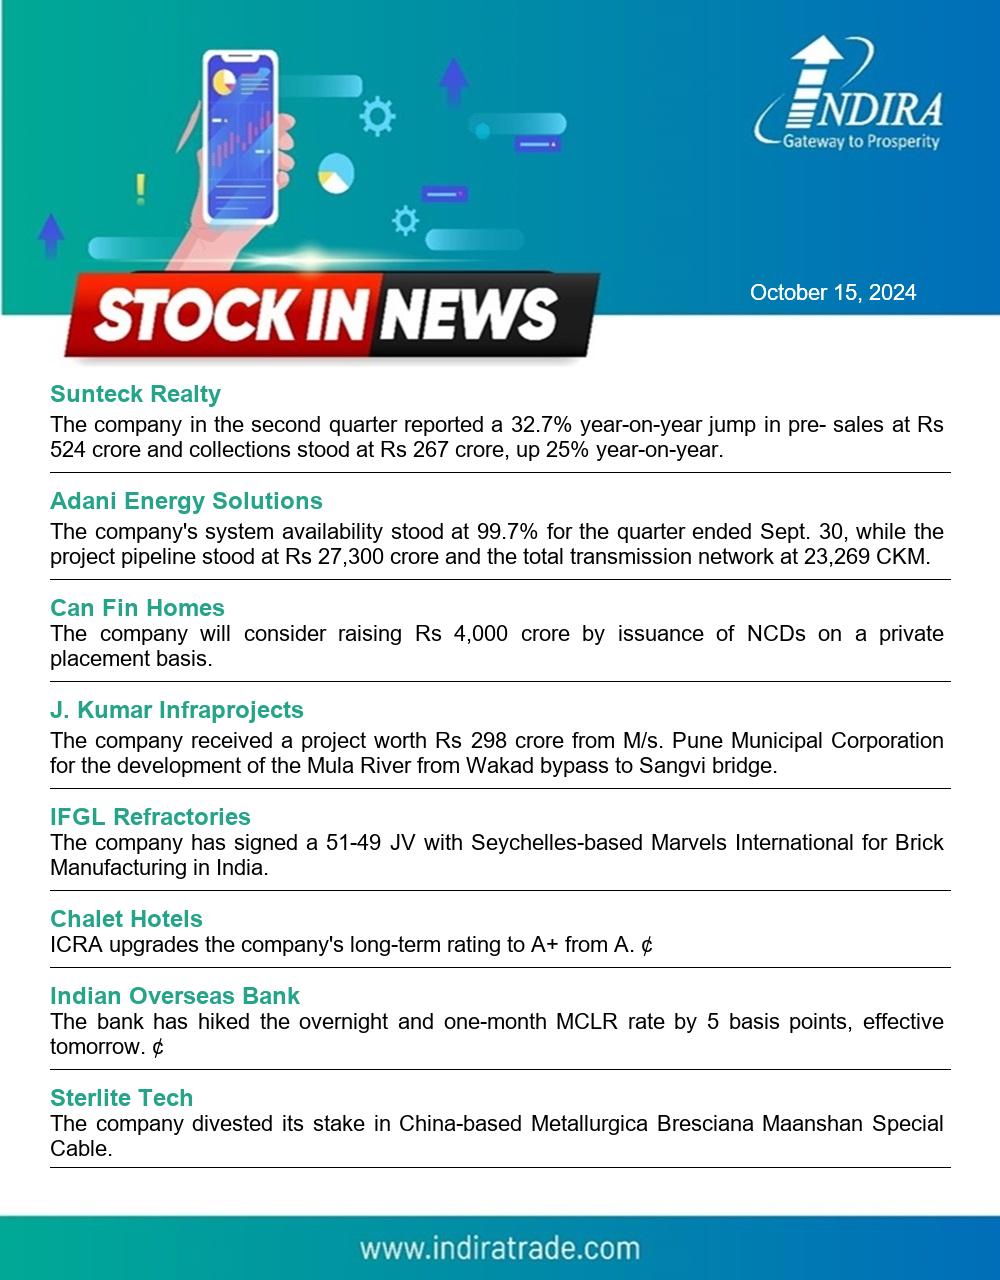 INDIRA
Gateway to Prosperity
!
STOCK IN NEWS
October 15, 2024
Sunteck Realty
The company in the second quarter reported a 32.7% year-on-year jump in pre- sales at Rs
524 crore and collections stood at Rs 267 crore, up 25% year-on-year.
Adani Energy Solutions
The company's system availability stood at 99.7% for the quarter ended Sept. 30, while the
project pipeline stood at Rs 27,300 crore and the total transmission network at 23,269 CKM.
Can Fin Homes
The company will consider raising Rs 4,000 crore by issuance of NCDs on a private
placement basis.
J. Kumar Infraprojects
The company received a project worth Rs 298 crore from M/s. Pune Municipal Corporation
for the development of the Mula River from Wakad bypass to Sangvi bridge.
IFGL Refractories
The company has signed a 51-49 JV with Seychelles-based Marvels International for Brick
Manufacturing in India.
Chalet Hotels
ICRA upgrades the company's long-term rating to A+ from A. ¢
Indian Overseas Bank
The bank has hiked the overnight and one-month MCLR rate by 5 basis points, effective
tomorrow. ¢
Sterlite Tech
The company divested its stake in China-based Metallurgica Bresciana Maanshan Special
Cable.
www.indiratrade.com